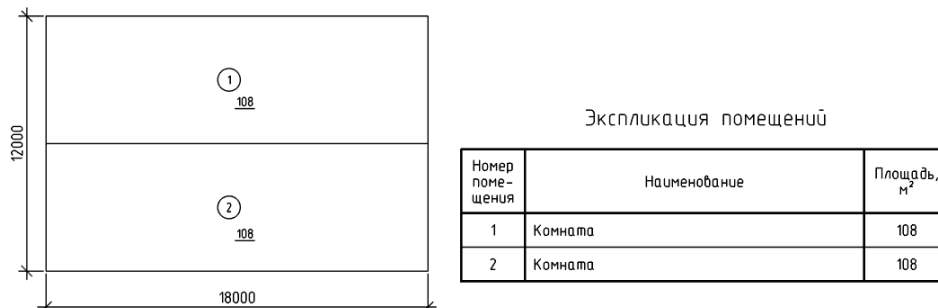 1
108
12000
2
108
18000
Экспликация помещений
Номер
поме-
щения
Наименование
Площадь,
м²
1 Комната 108
2 Комната 108